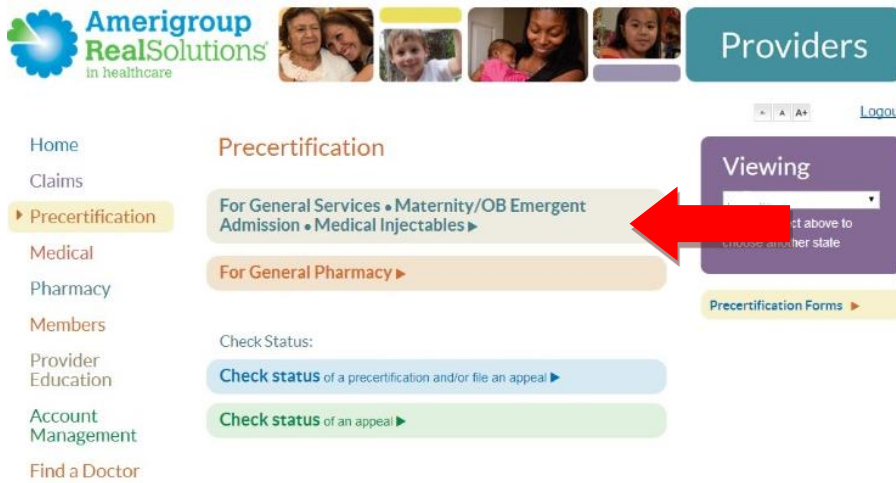 Amerigroup
RealSolutions
in healthcare
Providers
A- A A+
Logou
Home
Claims
Precertification
Medical
Pharmacy
Members
Provider
Education
Account
Management
Find a Doctor
Precertification
For General Services • Maternity/OB Emergent
Admission • Medical Injectables
For General Pharmacy
Check Status:
Check status of a precertification and/or file an appeal
Check status of an appeal
Viewing
ct above to
choose another state
Precertification Forms